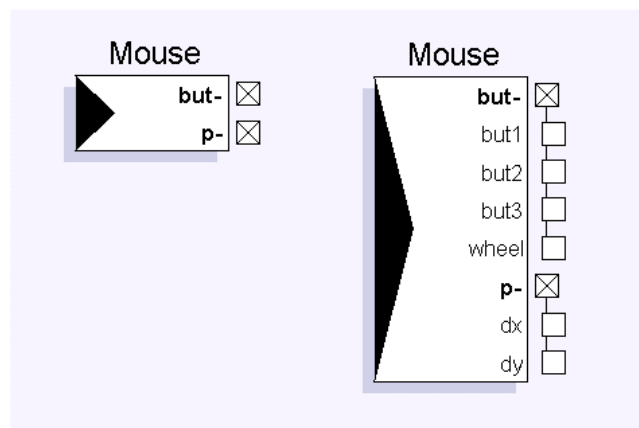 Mouse
but-
p-
Mouse
but-
but1
but2
but3
wheel
p-
dx
dy